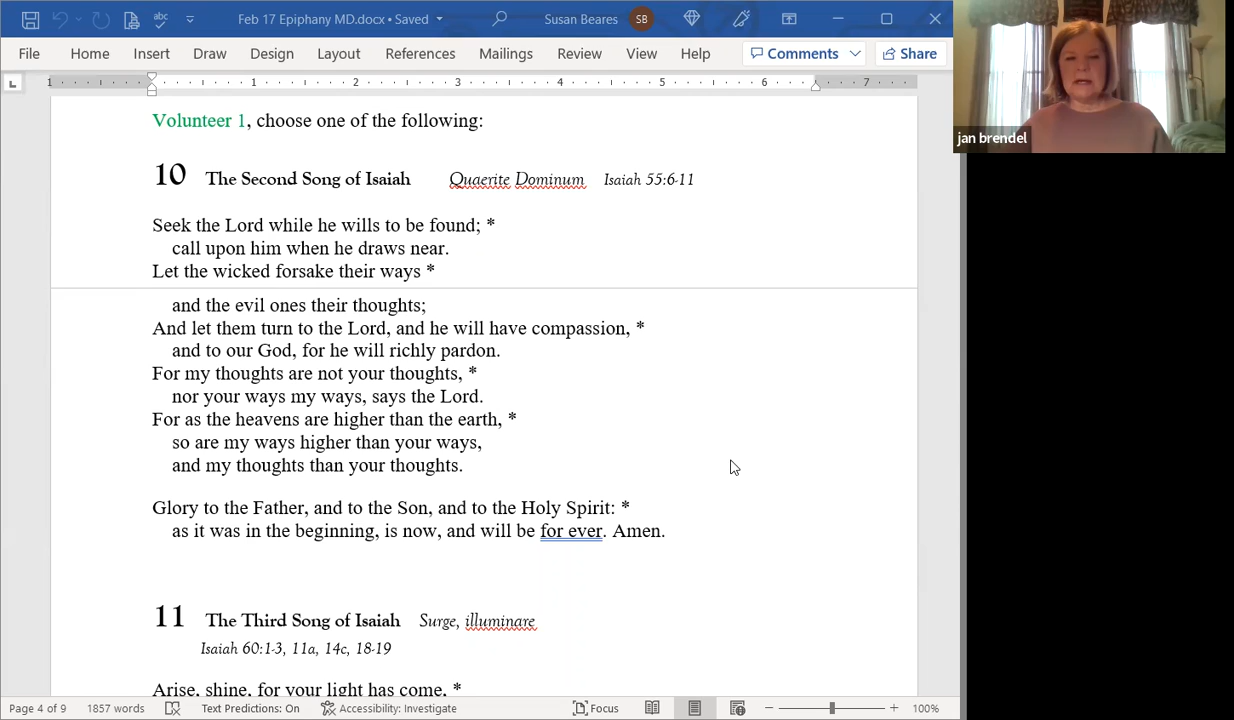 Feb 17 Epiphany MD.docx • Saved
Susan Beares
SB
File Home Insert Draw Design Layout References Mailings Review View Help Comments Share
1 1 2 3 4 5 6 7
jan brendel
Volunteer 1, choose one of the following:
10 The Second Song of Isaiah Quaerite Dominum Isaiah 55:6-11
Seek the Lord while he wills to be found; *
call upon him when he draws near.
Let the wicked forsake their ways *
and the evil ones their thoughts;
And let them turn to the Lord, and he will have compassion, *
and to our God, for he will richly pardon.
For my thoughts are not your thoughts, *
nor your ways my ways, says the Lord.
For as the heavens are higher than the earth, *
so are my ways higher than your ways,
and my thoughts than your thoughts.
Glory to the Father, and to the Son, and to the Holy Spirit: *
as it was in the beginning, is now, and will be for ever. Amen.
11 The Third Song of Isaiah Surge, illuminare
Isaiah 60:1-3, 11a, 14c, 18-19
Arise, shine, for your light has come, *
Page 4 of 9 1857 words Text Predictions: On Accessibility: Investigate Focus 100%